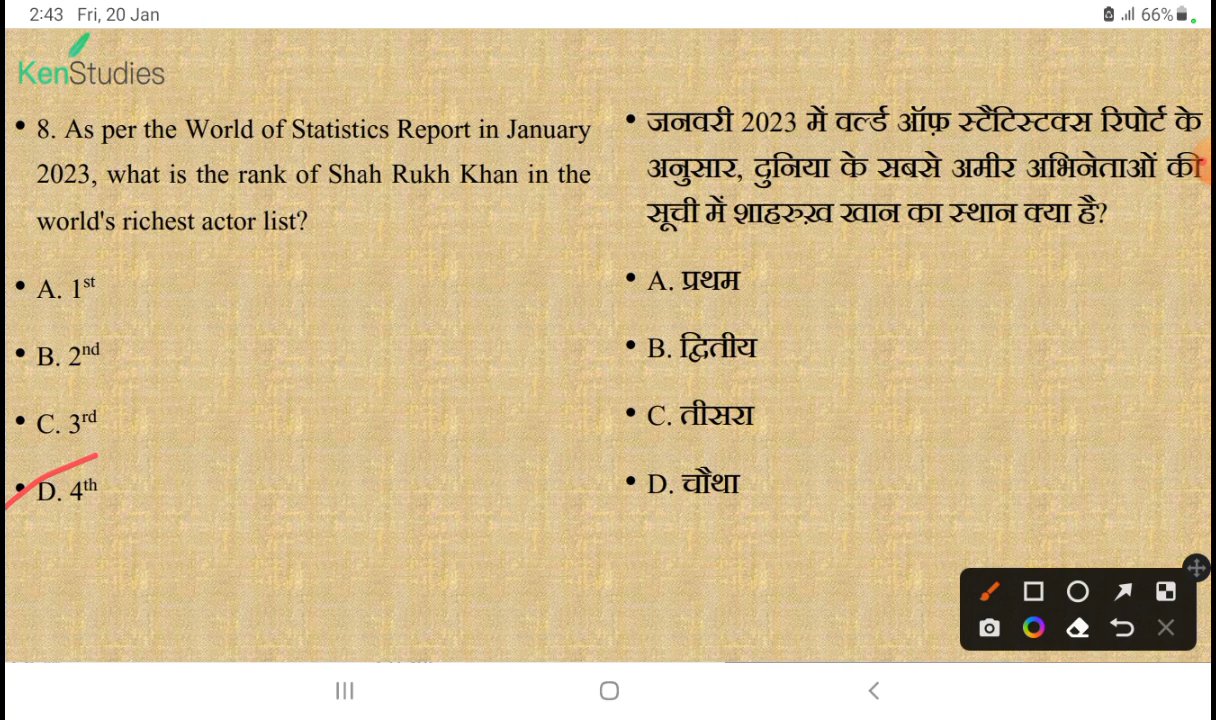 2:43 Fri, 20 Jan
66%
KenStudies
• 8. As per the World of Statistics Report in January
2023, what is the rank of Shah Rukh Khan in the
world's richest actor list?
• A. 1st
• B. 2nd
• C. 3rd
• D. 4th
• जनवरी 2023 में वर्ल्ड ऑफ़ स्टैटिस्टिक्स रिपोर्ट के
अनुसार, दुनिया के सबसे अमीर अभिनेताओं की
सूची में शाहरुख़ खान का स्थान क्या है?
• A. प्रथम
• B. द्वितीय
• C. तीसरा
• D. चौथा